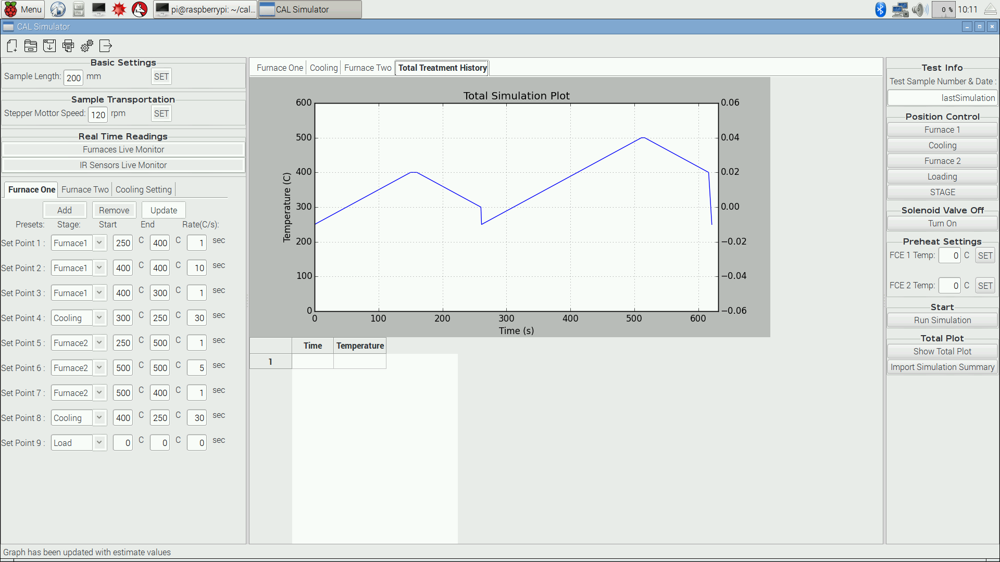 Menu pi@raspberrypi: ~/cal... CAL Simulator 0 % 10:11
CAL Simulator
Basic Settings
Sample Length: 200 mm SET
Sample Transportation
Stepper Mottor Speed: 120 rpm SET
Real Time Readings
Furnaces Live Monitor
IR Sensors Live Monitor
Furnace One Furnace Two Cooling Setting
Add Remove Update
Presets: Stage: Start End Rate(C/s):
Set Point 1 : Furnace1 250 C 400 C 1 sec
Set Point 2 : Furnace1 400 C 400 C 10 sec
Set Point 3 : Furnace1 400 C 300 C 1 sec
Set Point 4 : Cooling 300 C 250 C 30 sec
Set Point 5 : Furnace2 250 C 500 C 1 sec
Set Point 6 : Furnace2 500 C 500 C 5 sec
Set Point 7 : Furnace2 500 C 400 C 1 sec
Set Point 8 : Cooling 400 C 250 C 30 sec
Set Point 9 : Load 0 C 0 C 0 sec
Furnace One Cooling Furnace Two Total Treatment History
Total Simulation Plot
600 0.06
500 0.04
400 0.02
300 0.00
200 −0.02
100 −0.04
0 −0.06
Temperature (C)
0 100 200 300 400 500 600
Time (s)
Time Temperature
1
Test Info
Test Sample Number & Date :
lastSimulation
Position Control
Furnace 1
Cooling
Furnace 2
Loading
STAGE
Solenoid Valve Off
Turn On
Preheat Settings
FCE 1 Temp: 0 C SET
FCE 2 Temp: 0 C SET
Start
Run Simulation
Total Plot
Show Total Plot
Import Simulation Summary
Graph has been updated with estimate values